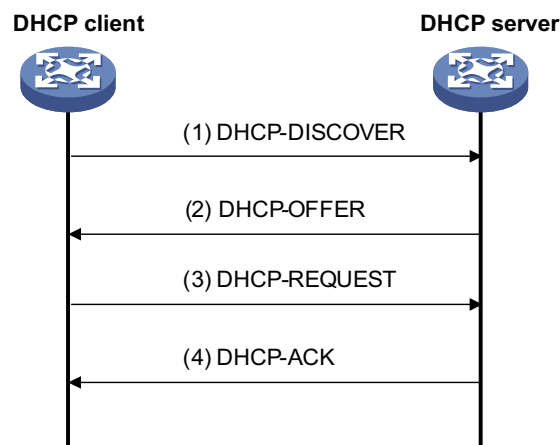 DHCP client
DHCP server
(1) DHCP-DISCOVER
(2) DHCP-OFFER
(3) DHCP-REQUEST
(4) DHCP-ACK